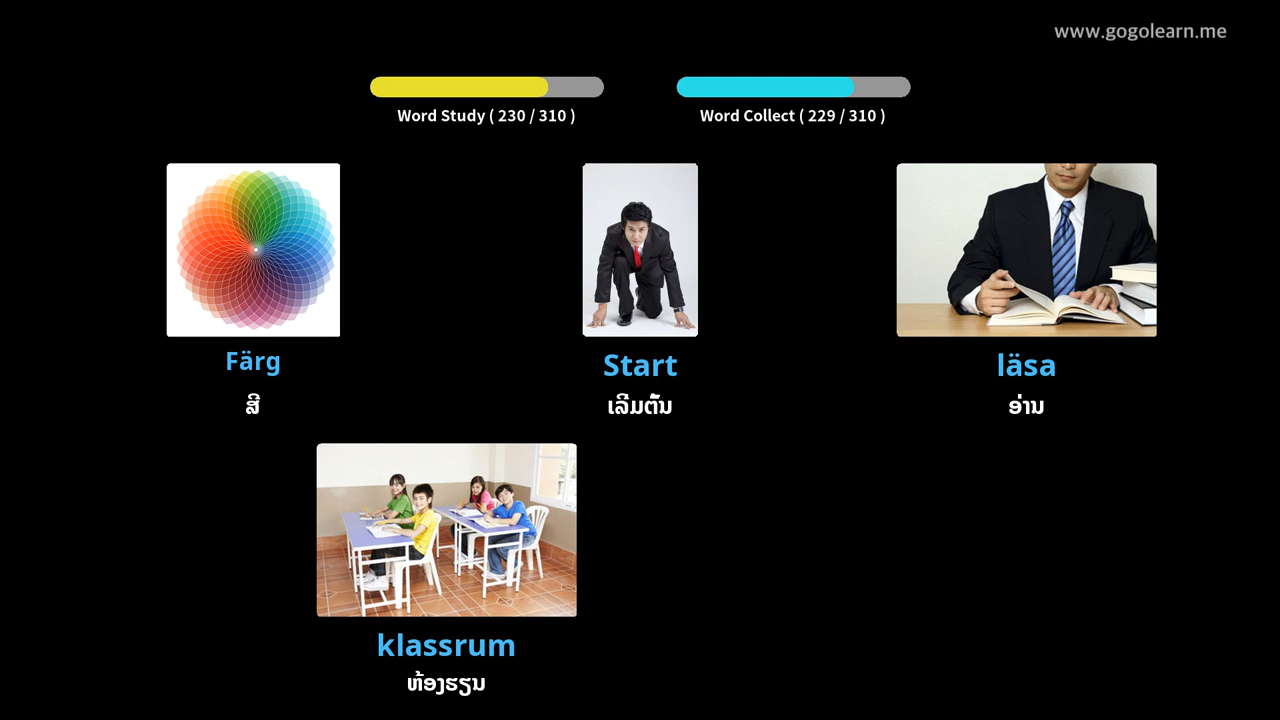 www.gogolearn.me
Word Study ( 230 / 310 )
Word Collect ( 229 / 310 )
Färg
ສີ
Start
ເລີ່ມຕົ້ນ
läsa
ອ່ານ
klassrum
ຫ້ອງຮຽນ